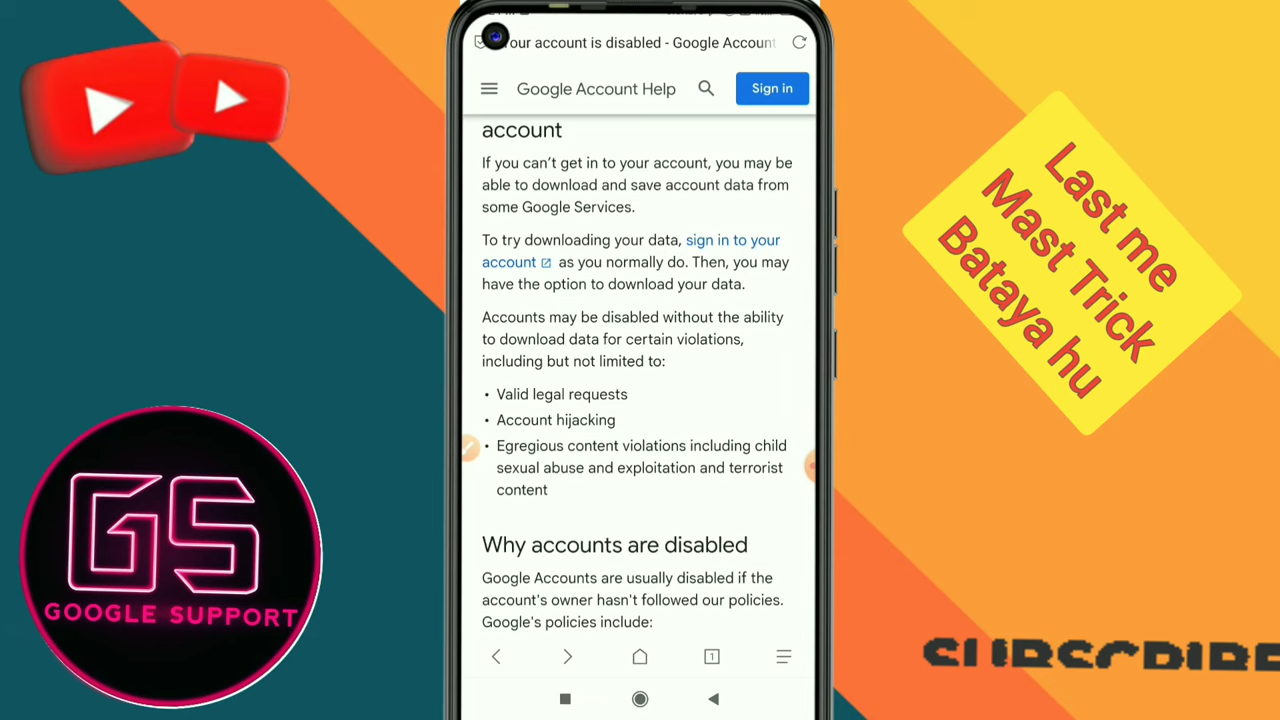 our account is disabled - Google Account
Google Account Help
Sign in
account
If you can’t get in to your account, you may be
able to download and save account data from
some Google Services.
To try downloading your data, sign in to your
account as you normally do. Then, you may
have the option to download your data.
Accounts may be disabled without the ability
to download data for certain violations,
including but not limited to:
• Valid legal requests
• Account hijacking
• Egregious content violations including child
sexual abuse and exploitation and terrorist
content
Why accounts are disabled
Google Accounts are usually disabled if the
account's owner hasn't followed our policies.
Google's policies include:
1
Last me
Mast Trick
Bataya hu
GS
GOOGLE SUPPORT